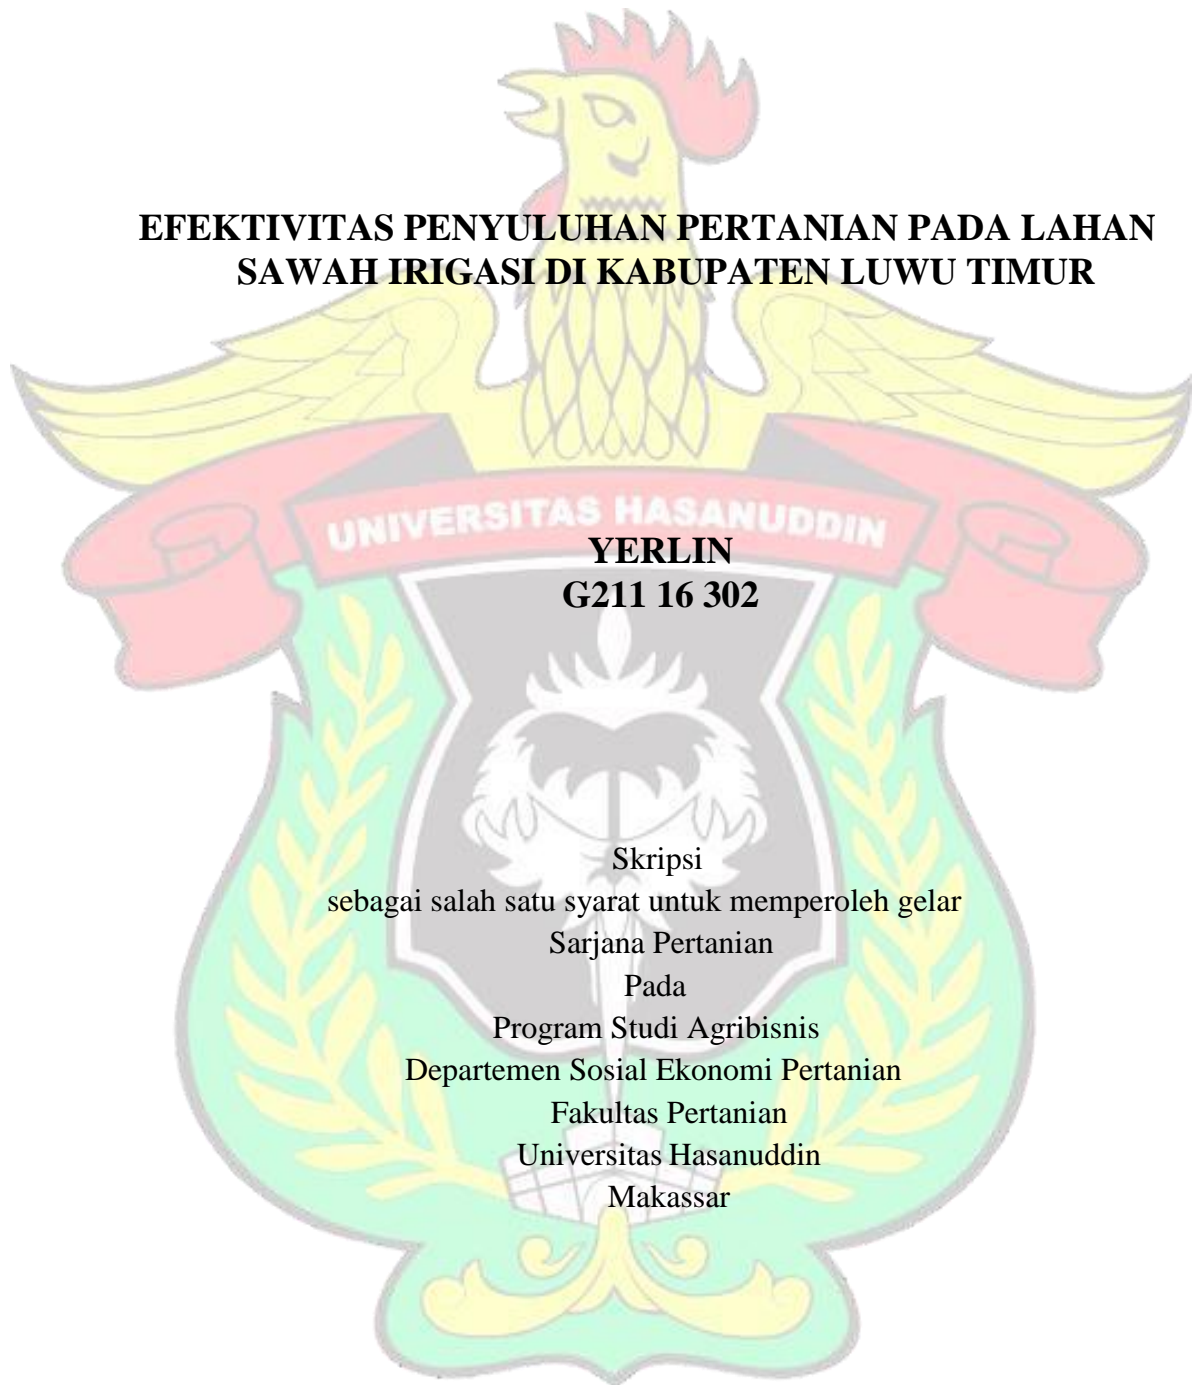 EFEKTIVITAS PENYULUHAN PERTANIAN PADA LAHAN
SAWAH IRIGASI DI KABUPATEN LUWU TIMUR
UNIVERSITAS HASANUDDIN
YERLIN
G211 16 302
Skripsi
sebagai salah satu syarat untuk memperoleh gelar
Sarjana Pertanian
Pada
Program Studi Agribisnis
Departemen Sosial Ekonomi Pertanian
Fakultas Pertanian
Universitas Hasanuddin
Makassar